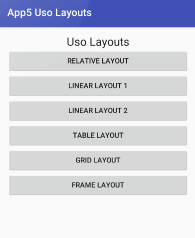 App5 Uso Layouts
Uso Layouts
RELATIVE LAYOUT
LINEAR LAYOUT 1
LINEAR LAYOUT 2
TABLE LAYOUT
GRID LAYOUT
FRAME LAYOUT